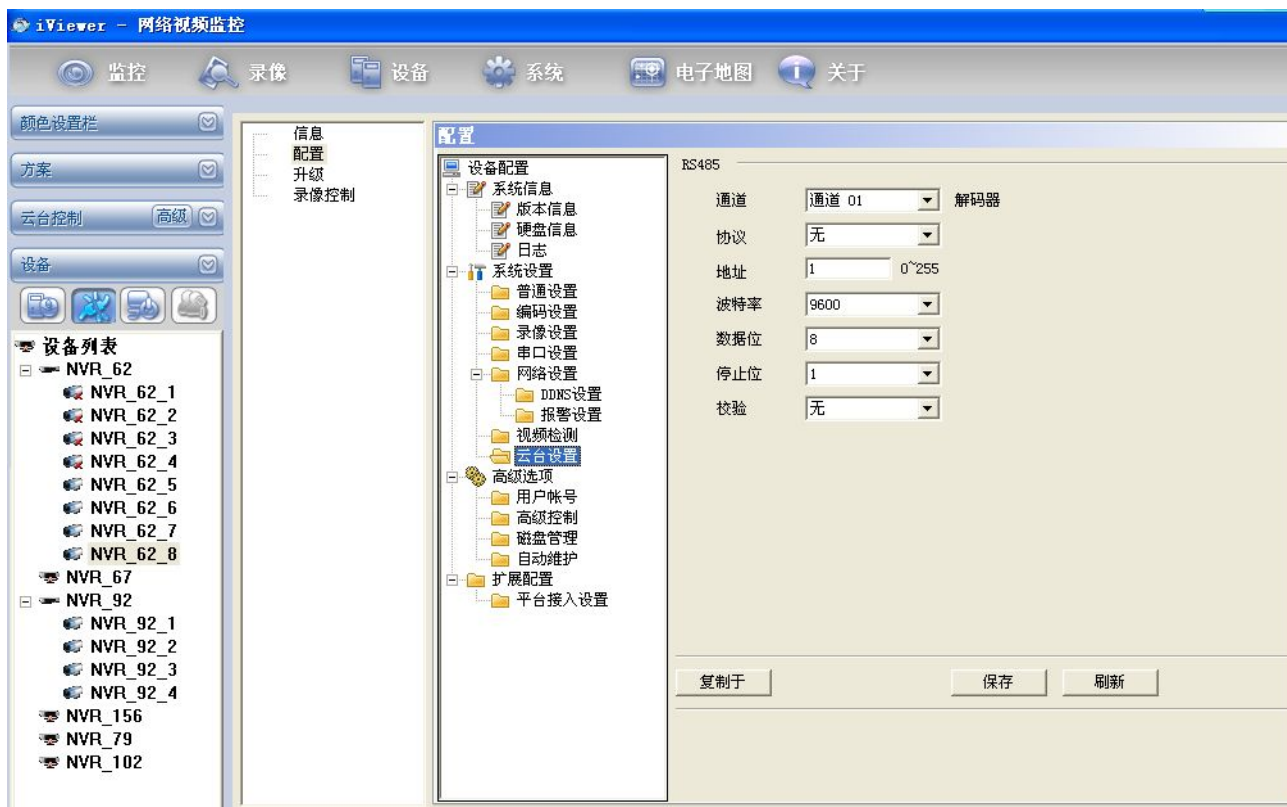 iViewer - 网络视频监控
监控 录像 设备 系统 电子地图 关于
颜色设置栏
方案
云台控制 高级
设备
设备列表
NVR_62
NVR_62_1
NVR_62_2
NVR_62_3
NVR_62_4
NVR_62_5
NVR_62_6
NVR_62_7
NVR_62_8
NVR_67
NVR_92
NVR_92_1
NVR_92_2
NVR_92_3
NVR_92_4
NVR_156
NVR_79
NVR_102
信息
配置
升级
录像控制
配置
设备配置
系统信息
版本信息
硬盘信息
日志
系统设置
普通设置
编码设置
录像设置
串口设置
网络设置
DDNS设置
报警设置
视频检测
云台设置
高级选项
用户帐号
高级控制
磁盘管理
自动维护
扩展配置
平台接入设置
RS485
通道 通道 01 解码器
协议 无
地址 1 0~255
波特率 9600
数据位 8
停止位 1
校验 无
复制于 保存 刷新